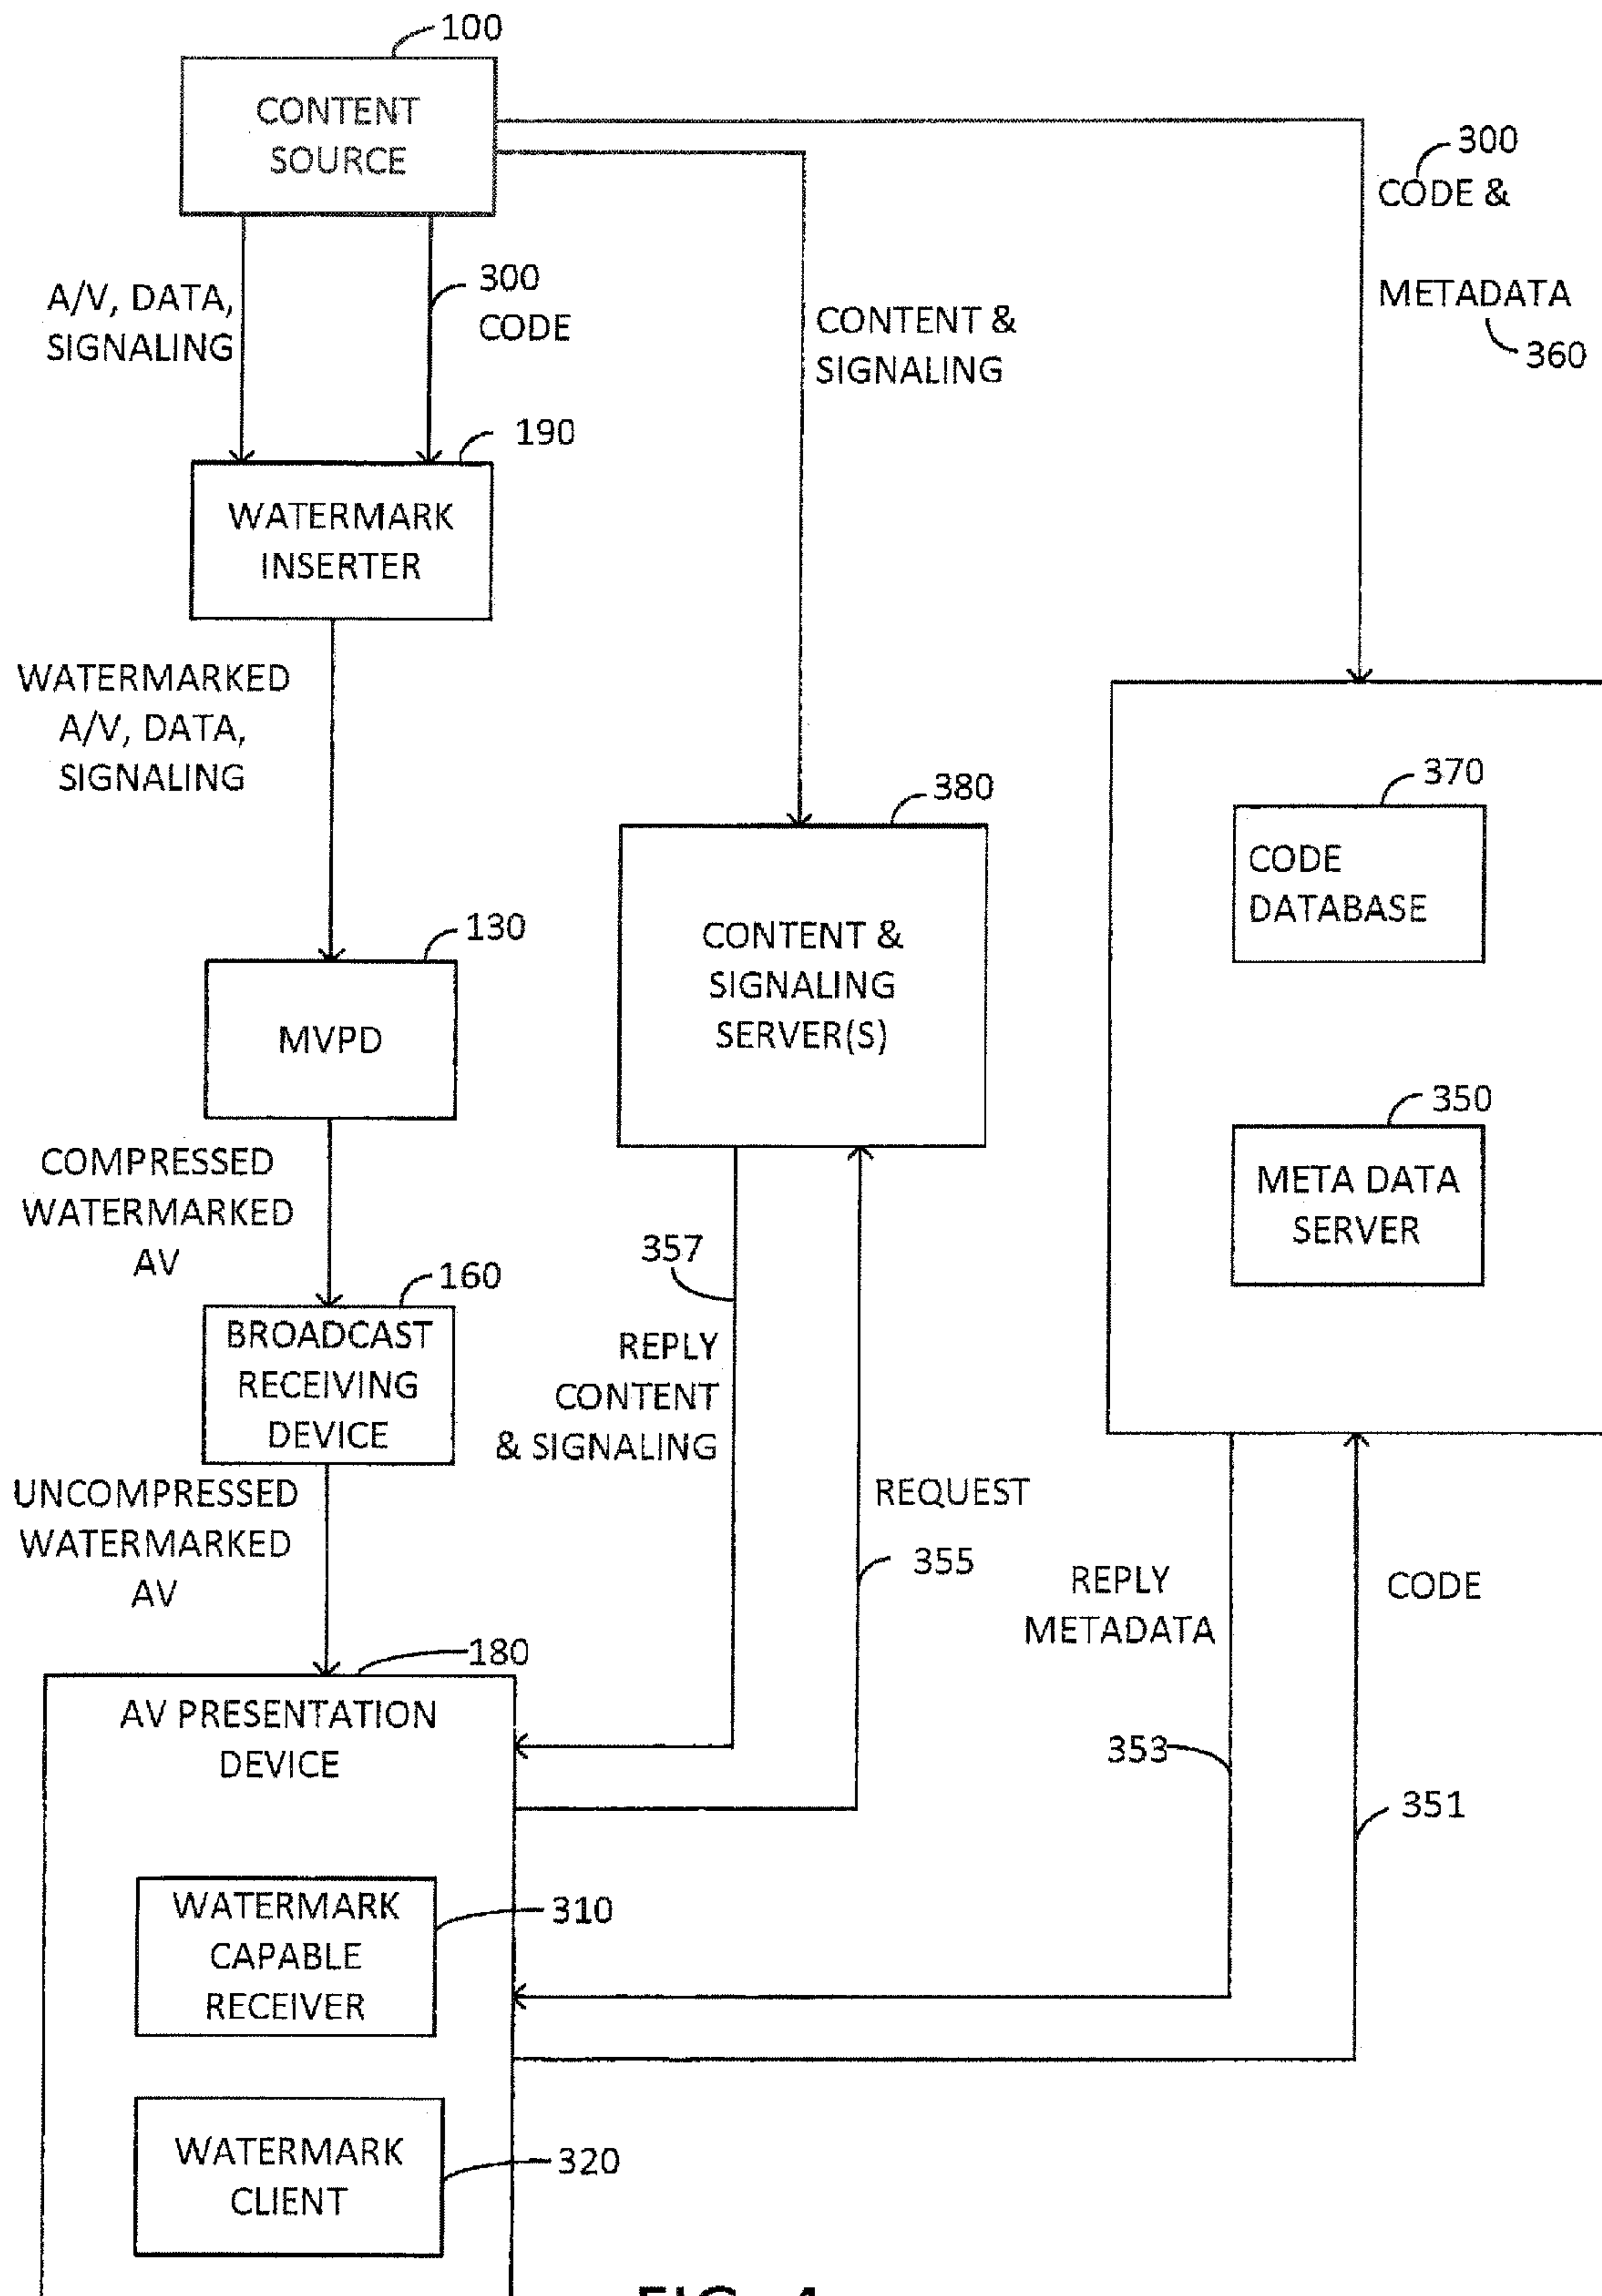 100
CONTENT
SOURCE
300
CODE &
METADATA
360
A/V, DATA,
SIGNALING
300
CODE
CONTENT &
SIGNALING
190
WATERMARK
INSERTER
WATERMARKED
A/V, DATA,
SIGNALING
380
CONTENT &
SIGNALING
SERVER(S)
370
CODE
DATABASE
350
META DATA
SERVER
130
MVPD
COMPRESSED
WATERMARKED
AV
160
BROADCAST
RECEIVING
DEVICE
357
REPLY
CONTENT
& SIGNALING
REQUEST
355
UNCOMPRESSED
WATERMARKED
AV
REPLY
METADATA
CODE
353
351
180
AV PRESENTATION
DEVICE
WATERMARK
CAPABLE
RECEIVER
310
WATERMARK
CLIENT
320